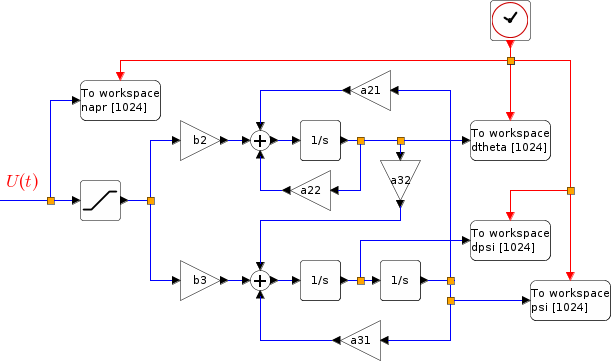 To workspace
napr [1024]
a21
b2
+
1/s
To workspace
dtheta [1024]
a32
U(t)
a22
To workspace
dpsi [1024]
b3
+
1/s
1/s
To workspace
psi [1024]
a31